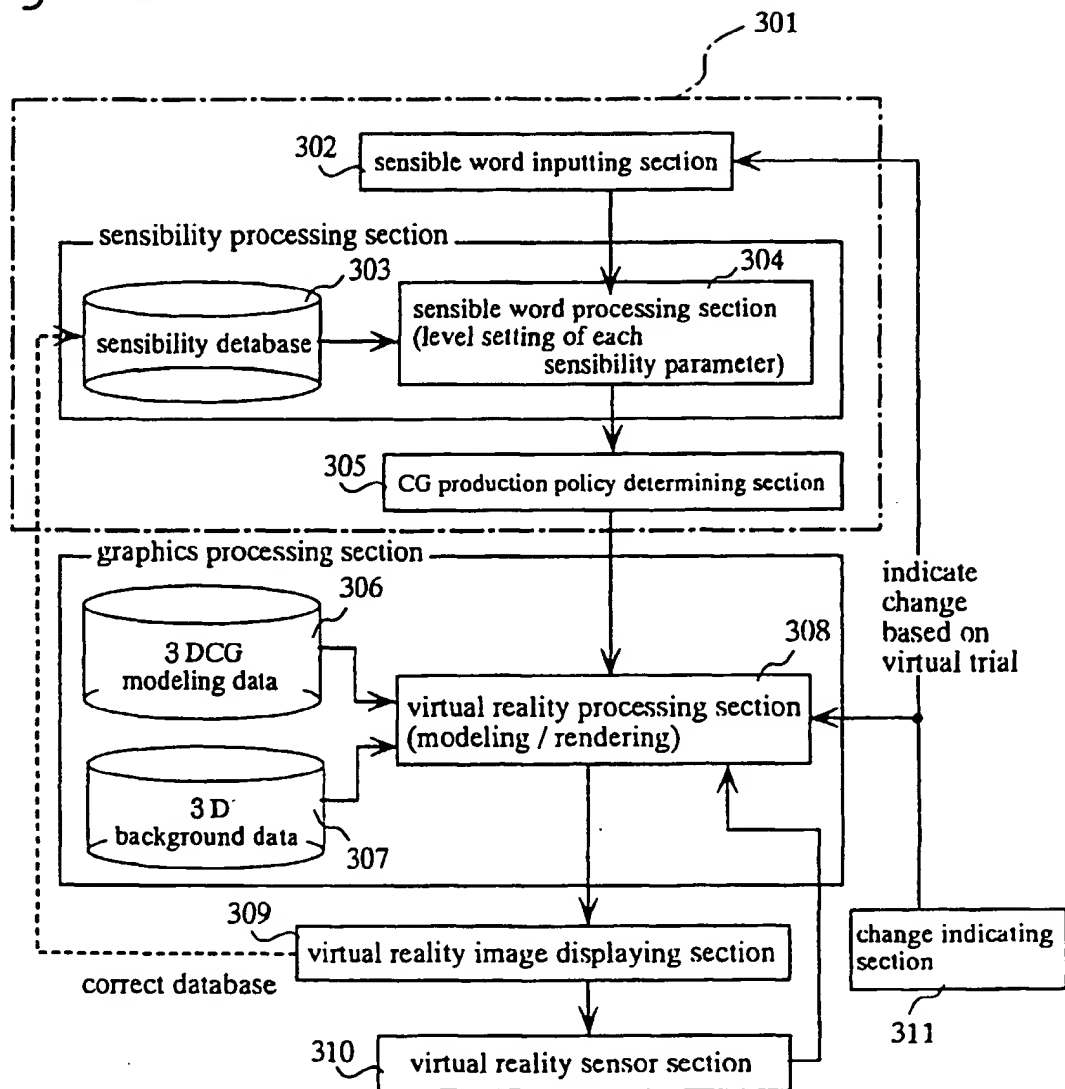 301
302
sensible word inputting section
sensibility processing section
303
304
sensibility detabase
sensible word processing section
(level setting of each
sensibility parameter)
305
CG production policy determining section
graphics processing section
306
3 DCG
modeling data
indicate
change
based on
virtual trial
308
virtual reality processing section
(modeling / rendering)
3 D
background data
307
309
virtual reality image displaying section
correct database
change indicating
section
311
310
virtual reality sensor section